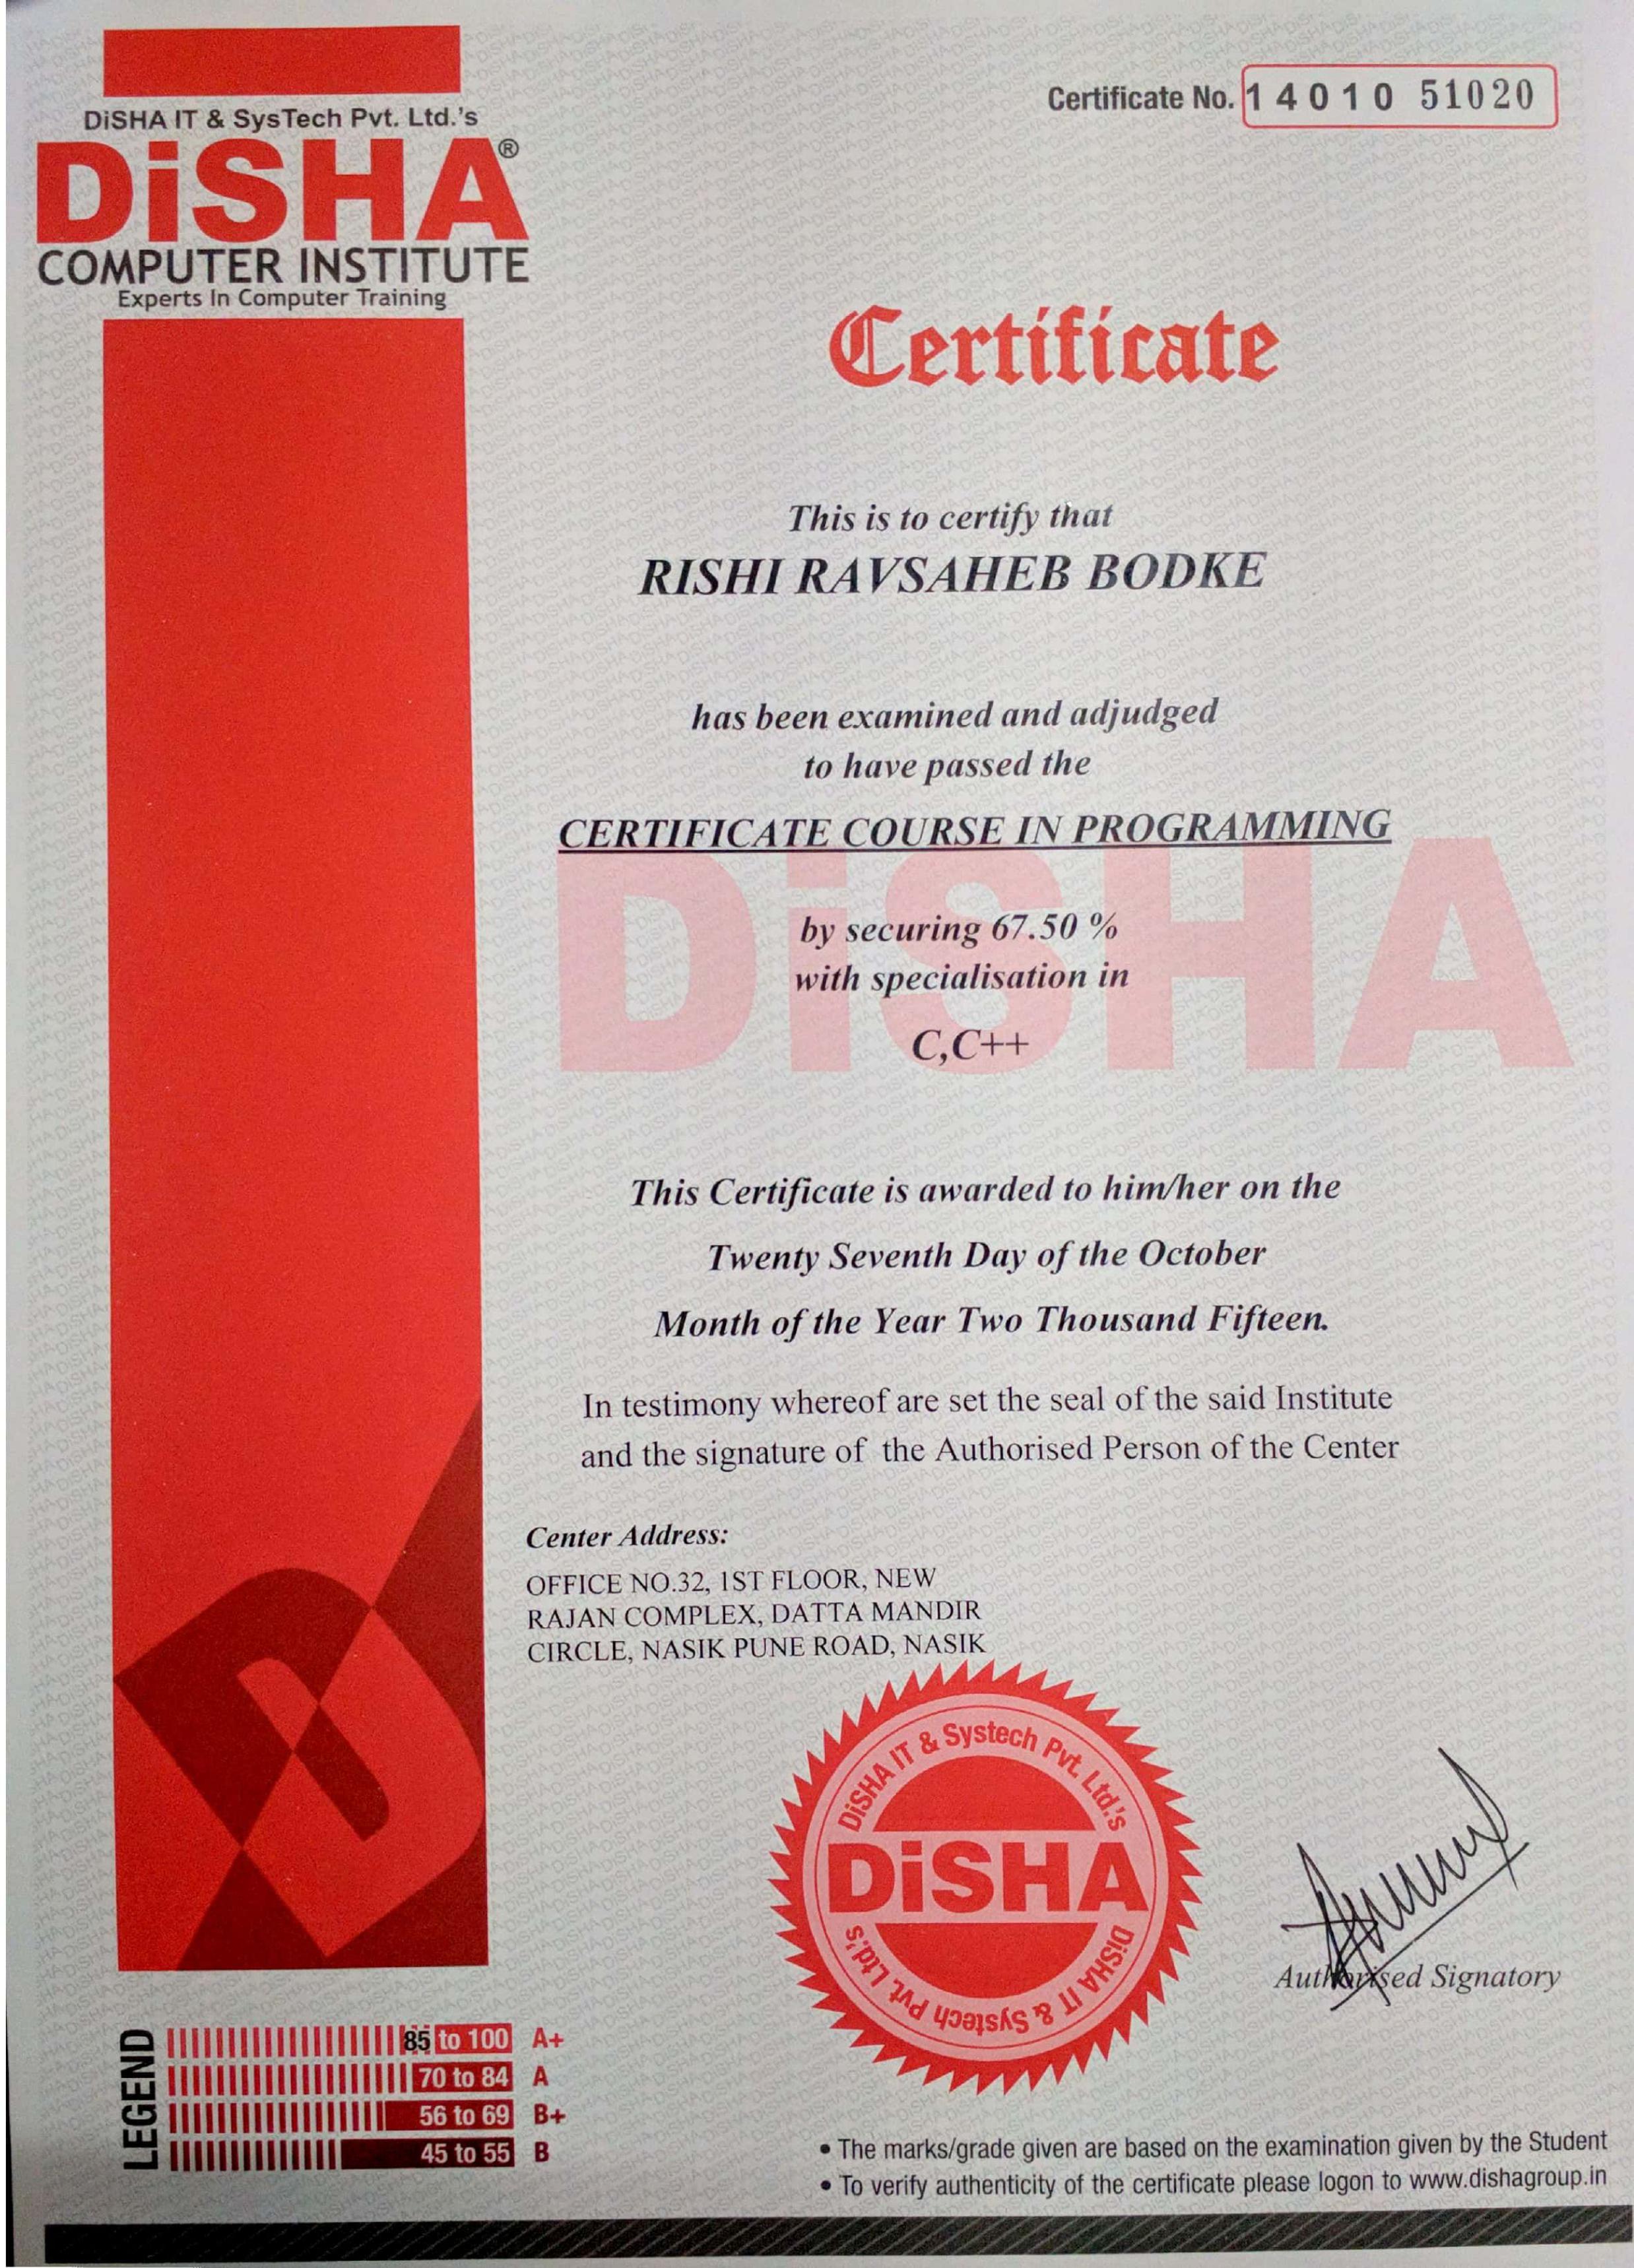 DiSHA IT & SysTech Pvt. Ltd.'s
DiSHA®
COMPUTER INSTITUTE
Experts In Computer Training
Certificate No. 1 4 0 1 0 51020
Certificate
This is to certify that
RISHI RAVSAHEB BODKE
has been examined and adjudged
to have passed the
CERTIFICATE COURSE IN PROGRAMMING
DiSHA
by securing 67.50 %
with specialisation in
C,C++
This Certificate is awarded to him/her on the
Twenty Seventh Day of the October
Month of the Year Two Thousand Fifteen.
In testimony whereof are set the seal of the said Institute
and the signature of the Authorised Person of the Center
Center Address:
OFFICE NO.32, 1ST FLOOR, NEW
RAJAN COMPLEX, DATTA MANDIR
CIRCLE, NASIK PUNE ROAD, NASIK
DiSHA IT & Systech Pvt. Ltd.'s
DiSHA
DiSHA IT & Systech Pvt. Ltd.'s
Authorised Signatory
LEGEND
85 to 100 A+
70 to 84 A
56 to 69 B+
45 to 55 B
• The marks/grade given are based on the examination given by the Student
• To verify authenticity of the certificate please logon to www.dishagroup.in